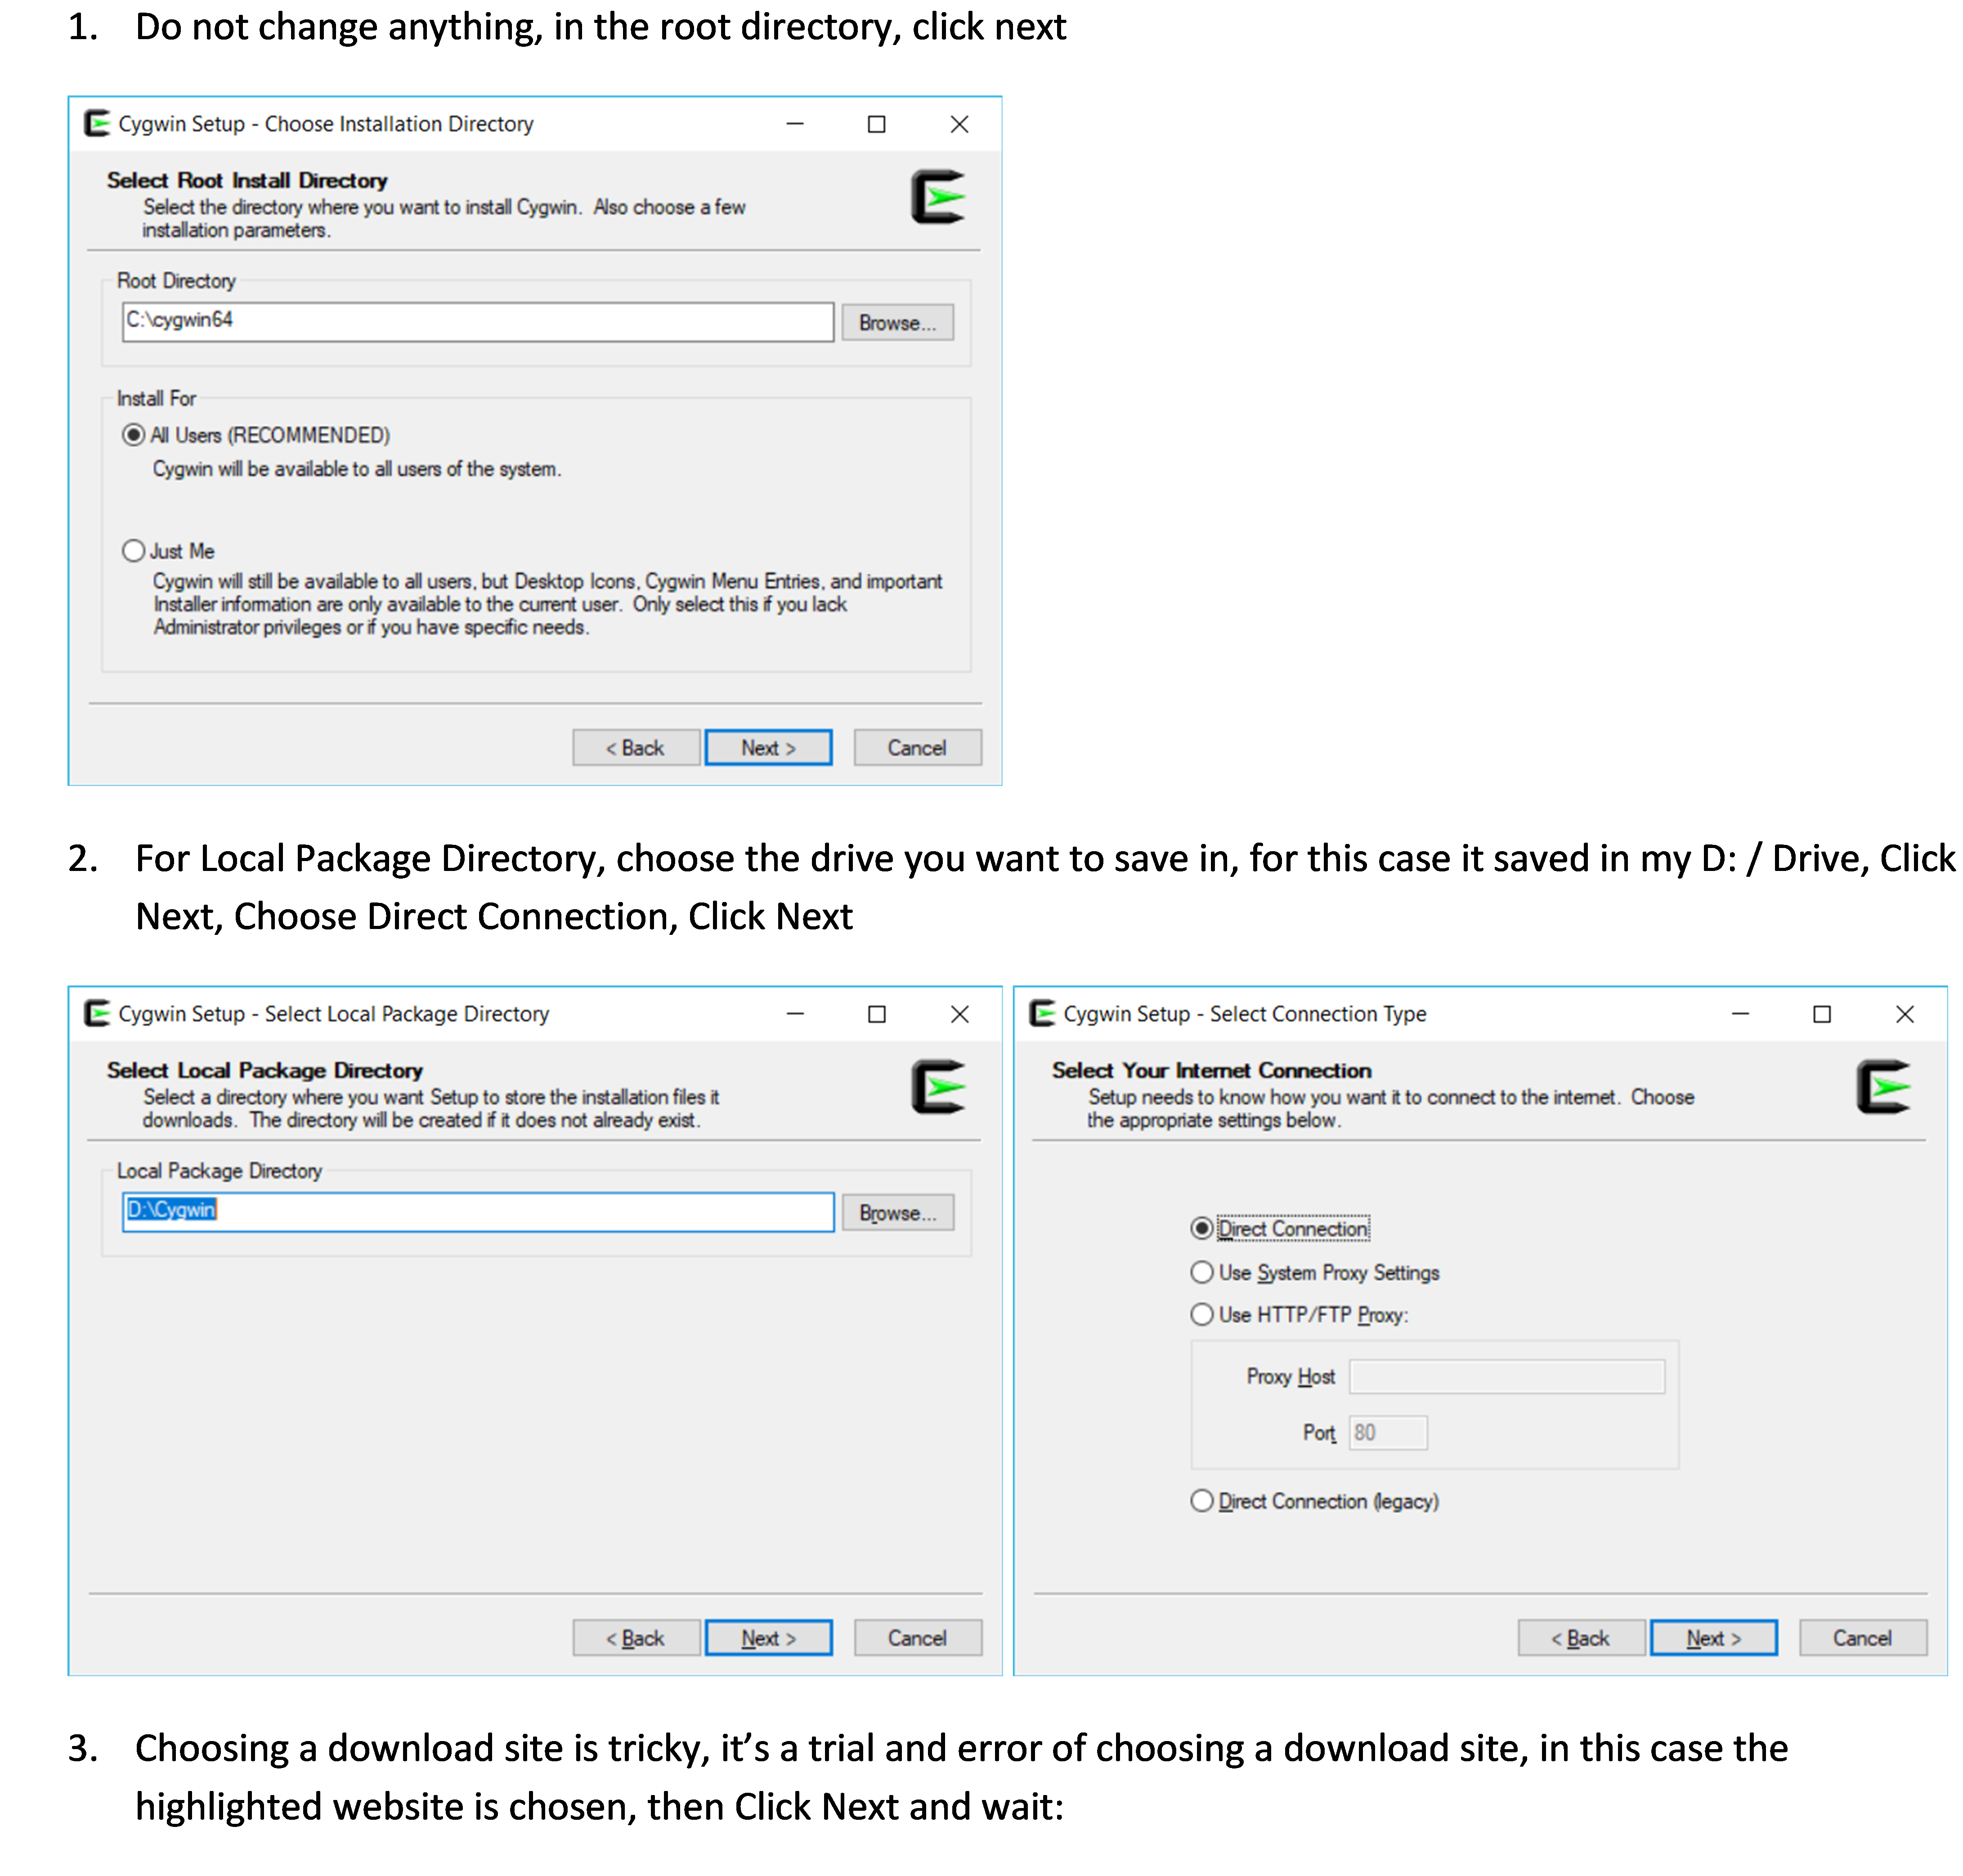 1. Do not change anything, in the root directory, click next
Cygwin Setup - Choose Installation Directory
Select Root Install Directory
Select the directory where you want to install Cygwin. Also choose a few
installation parameters.
Root Directory
C:\cygwin64
Browse...
Install For
All Users (RECOMMENDED)
Cygwin will be available to all users of the system.
Just Me
Cygwin will still be available to all users, but Desktop Icons, Cygwin Menu Entries, and important
Installer information are only available to the current user. Only select this if you lack
Administrator privileges or if you have specific needs.
< Back
Next >
Cancel
2. For Local Package Directory, choose the drive you want to save in, for this case it saved in my D: / Drive, Click
Next, Choose Direct Connection, Click Next
Cygwin Setup - Select Local Package Directory
Select Local Package Directory
Select a directory where you want Setup to store the installation files it
downloads. The directory will be created if it does not already exist.
Local Package Directory
D:\Cygwin
Browse...
< Back
Next >
Cancel
Cygwin Setup - Select Connection Type
Select Your Internet Connection
Setup needs to know how you want it to connect to the internet. Choose
the appropriate settings below.
Direct Connection
Use System Proxy Settings
Use HTTP/FTP Proxy:
Proxy Host
Port 80
Direct Connection (legacy)
< Back
Next >
Cancel
3. Choosing a download site is tricky, it's a trial and error of choosing a download site, in this case the
highlighted website is chosen, then Click Next and wait: